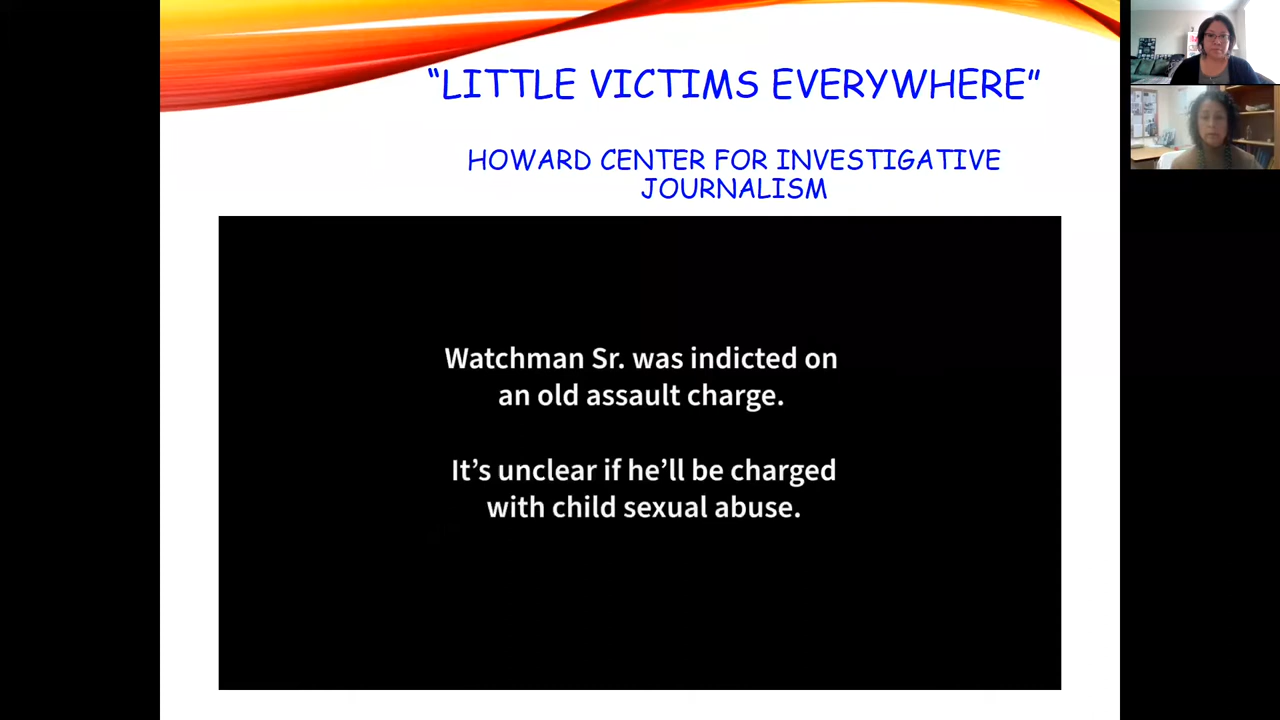 “LITTLE VICTIMS EVERYWHERE”
HOWARD CENTER FOR INVESTIGATIVE
JOURNALISM
Watchman Sr. was indicted on
an old assault charge.
It’s unclear if he’ll be charged
with child sexual abuse.